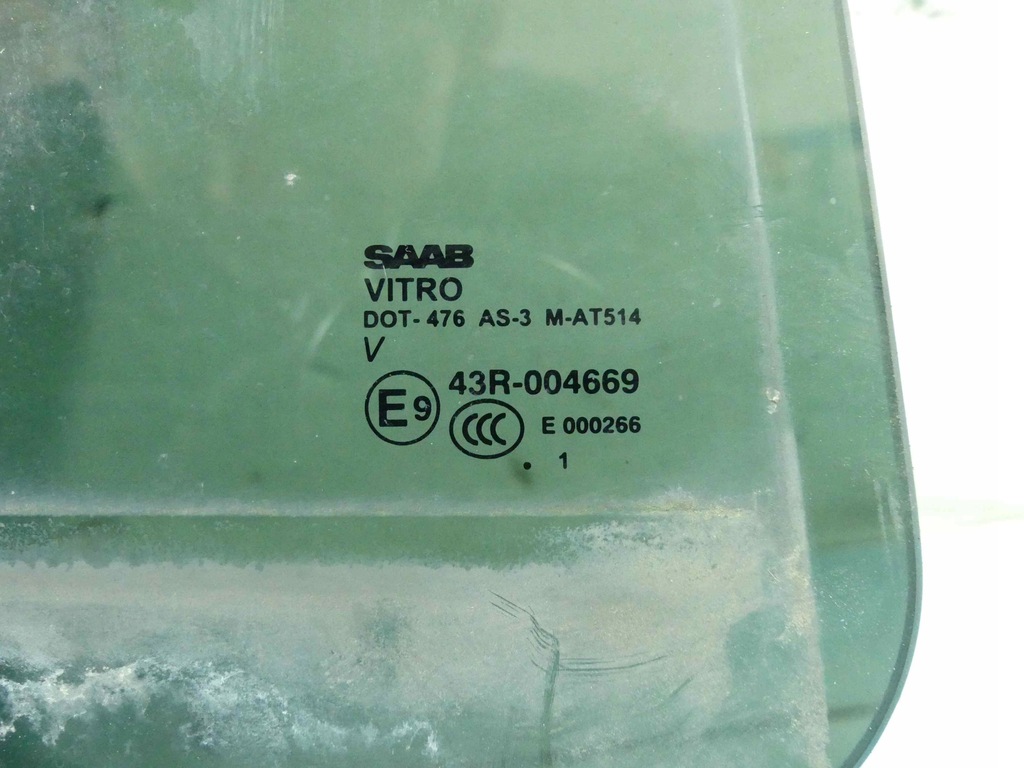 SAAB
VITRO
DOT-476 AS-3 M-AT514
V
E9 43R-004669
CCC E 000266
. 1